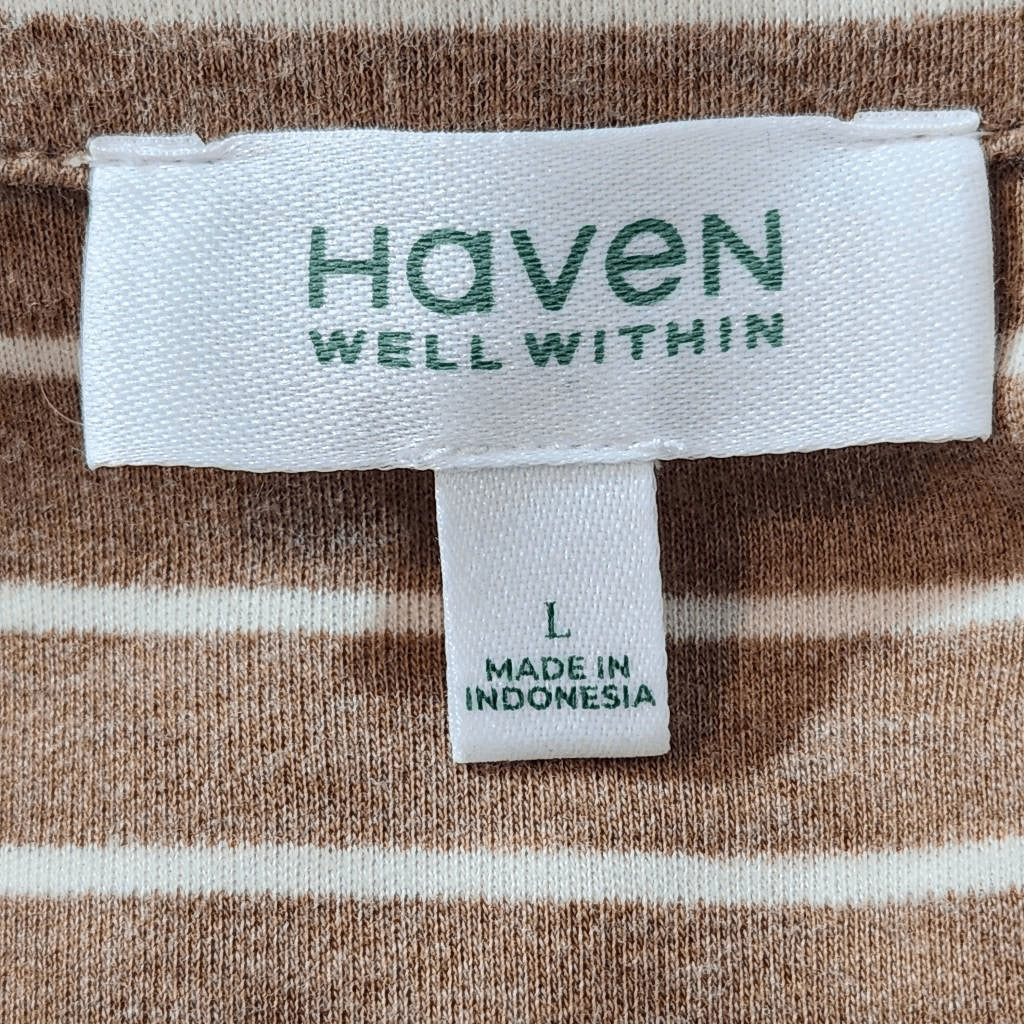 Haven
WELL WITHIN
L
MADE IN
INDONESIA